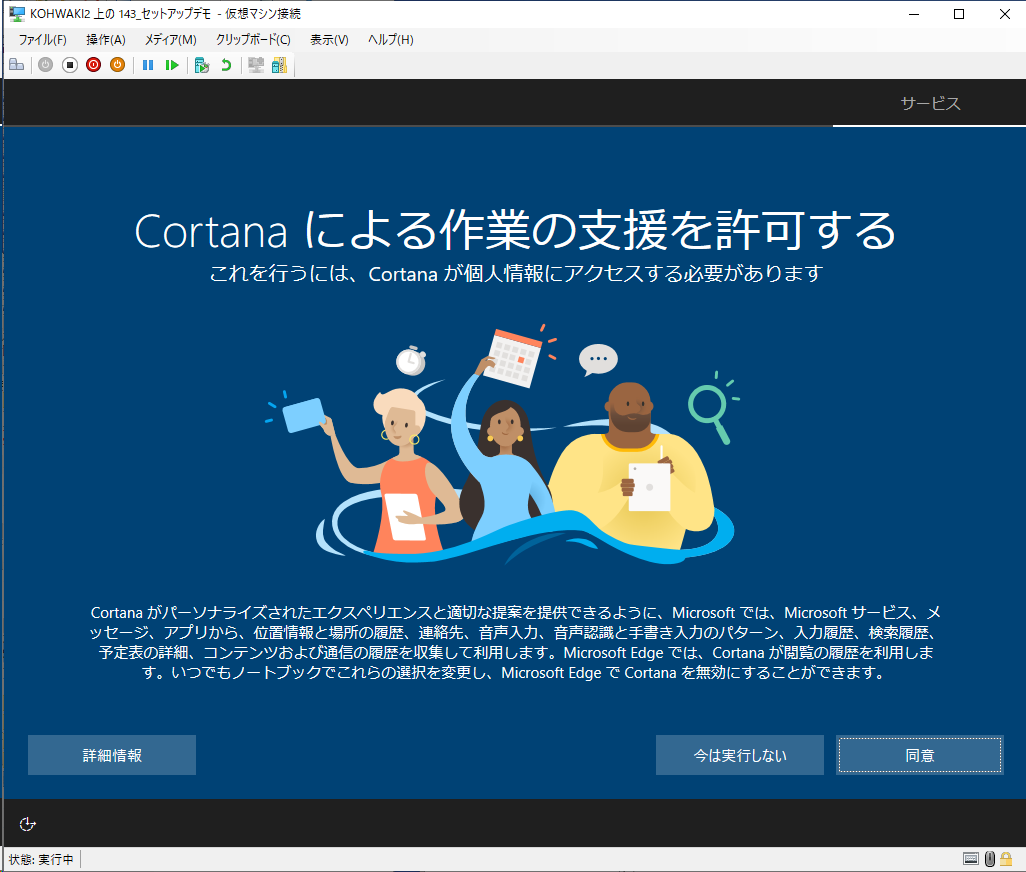 KOHWAKI2 上の 143_セットアップデモ - 仮想マシン接続
ファイル(F) 操作(A) メディア(M) クリップボード(C) 表示(V) ヘルプ(H)
サービス
Cortana による作業の支援を許可する
これを行うには、Cortana が個人情報にアクセスする必要があります
Cortana がパーソナライズされたエクスペリエンスと適切な提案を提供できるように、Microsoft では、Microsoft サービス、メ
ッセージ、アプリから、位置情報と場所の履歴、連絡先、音声入力、音声認識と手書き入力のパターン、入力履歴、検索履歴、
予定表の詳細、コンテンツおよび通信の履歴を収集して利用します。Microsoft Edge では、Cortana が閲覧の履歴を利用しま
す。いつでもノートブックでこれらの選択を変更し、Microsoft Edge で Cortana を無効にすることができます。
詳細情報
今は実行しない
同意
状態: 実行中